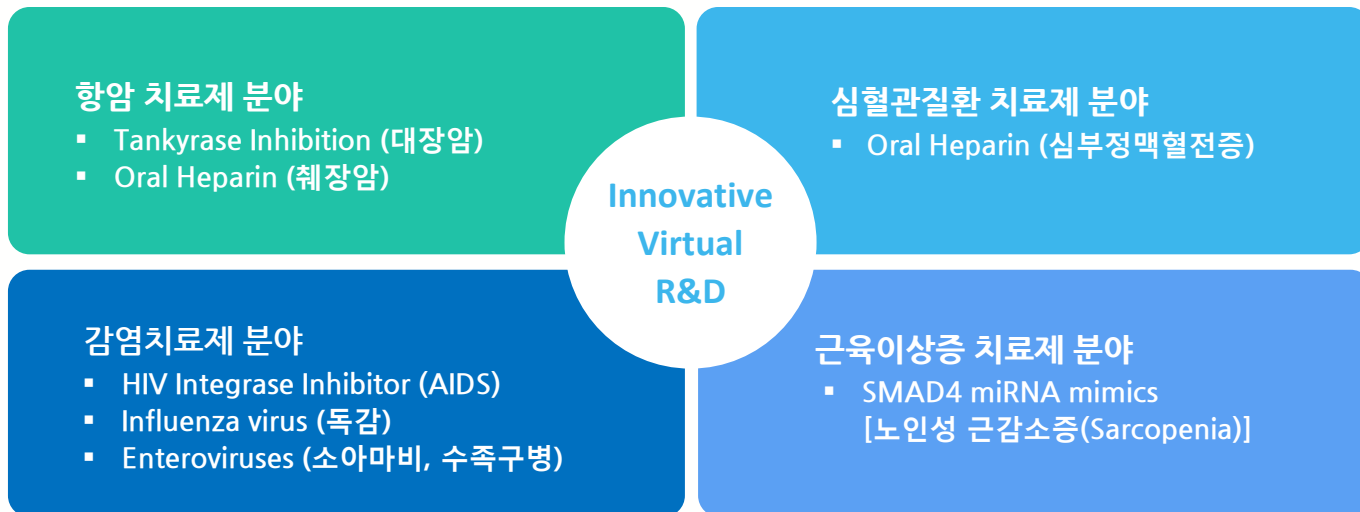 항암 치료제 분야
▪ Tankyrase Inhibition (대장암)
▪ Oral Heparin (췌장암)
심혈관질환 치료제 분야
▪ Oral Heparin (심부정맥혈전증)
Innovative
Virtual
R&D
감염치료제 분야
▪ HIV Integrase Inhibitor (AIDS)
▪ Influenza virus (독감)
▪ Enteroviruses (소아마비, 수족구병)
근육이상증 치료제 분야
▪ SMAD4 miRNA mimics
[노인성 근감소증(Sarcopenia)]